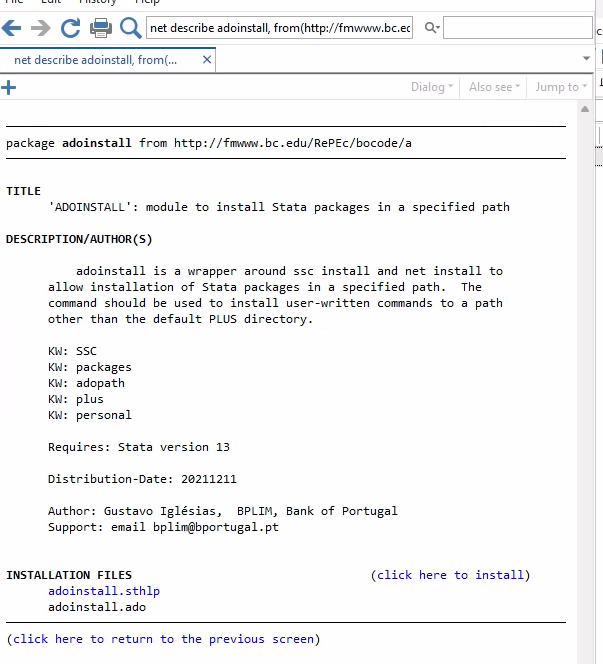 File Edit History Help
net describe adoinstall, from(http://fmwww.bc.ec
net describe adoinstall, from(... ×
Dialog Also see Jump to
package adoinstall from http://fmwww.bc.edu/RePEc/bocode/a
TITLE
'ADOINSTALL': module to install Stata packages in a specified path
DESCRIPTION/AUTHOR(S)
adoinstall is a wrapper around ssc install and net install to
allow installation of Stata packages in a specified path. The
command should be used to install user-written commands to a path
other than the default PLUS directory.
KW: SSC
KW: packages
KW: adopath
KW: plus
KW: personal
Requires: Stata version 13
Distribution-Date: 20211211
Author: Gustavo Iglésias, BPLIM, Bank of Portugal
Support: email bplim@bportugal.pt
INSTALLATION FILES (click here to install)
adoinstall.sthlp
adoinstall.ado
(click here to return to the previous screen)